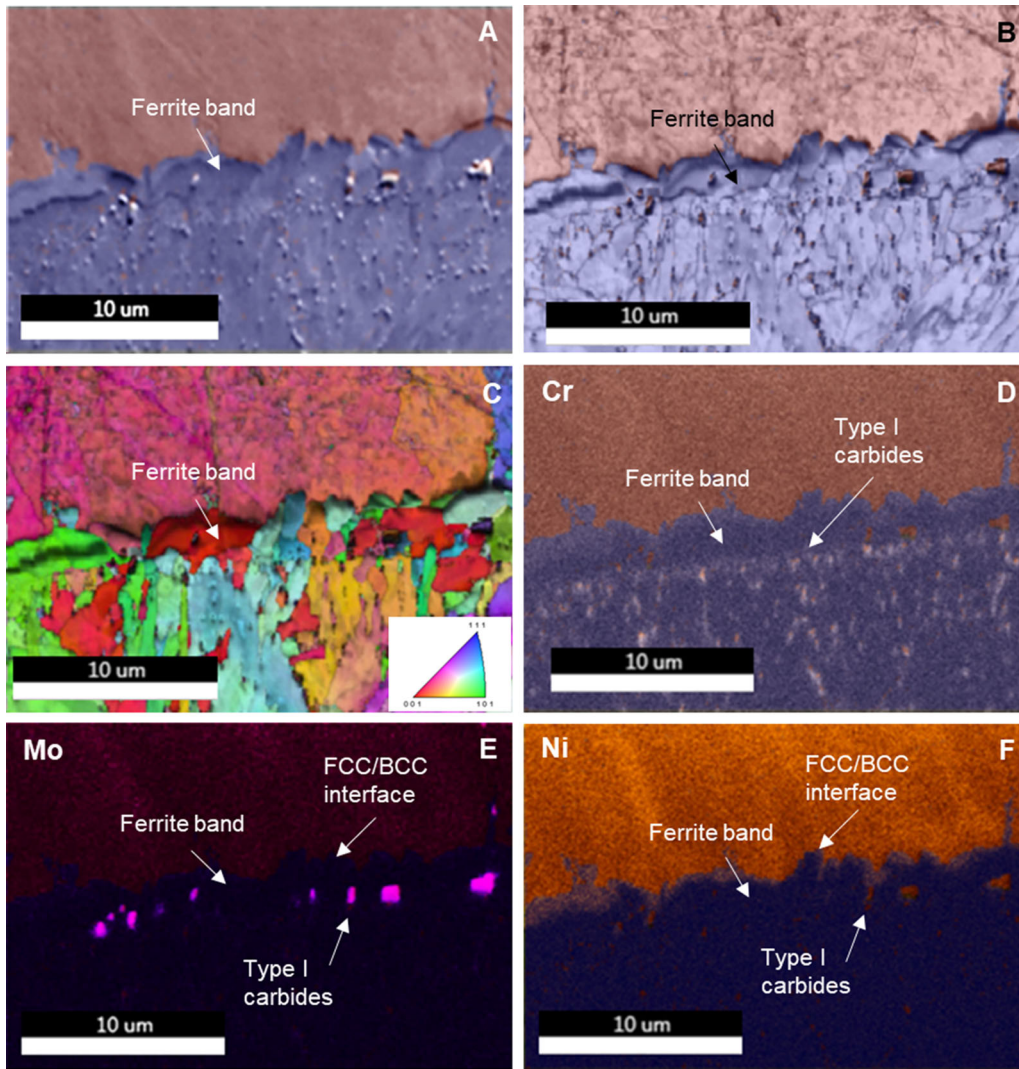 A
Ferrite band
10 um
B
Ferrite band
10 um
C
Ferrite band
10 um
111
001
101
Cr
D
Type I
carbides
Ferrite band
10 um
Mo
E
FCC/BCC
interface
Ferrite band
Type I
carbides
10 um
Ni
F
FCC/BCC
interface
Ferrite band
Type I
carbides
10 um